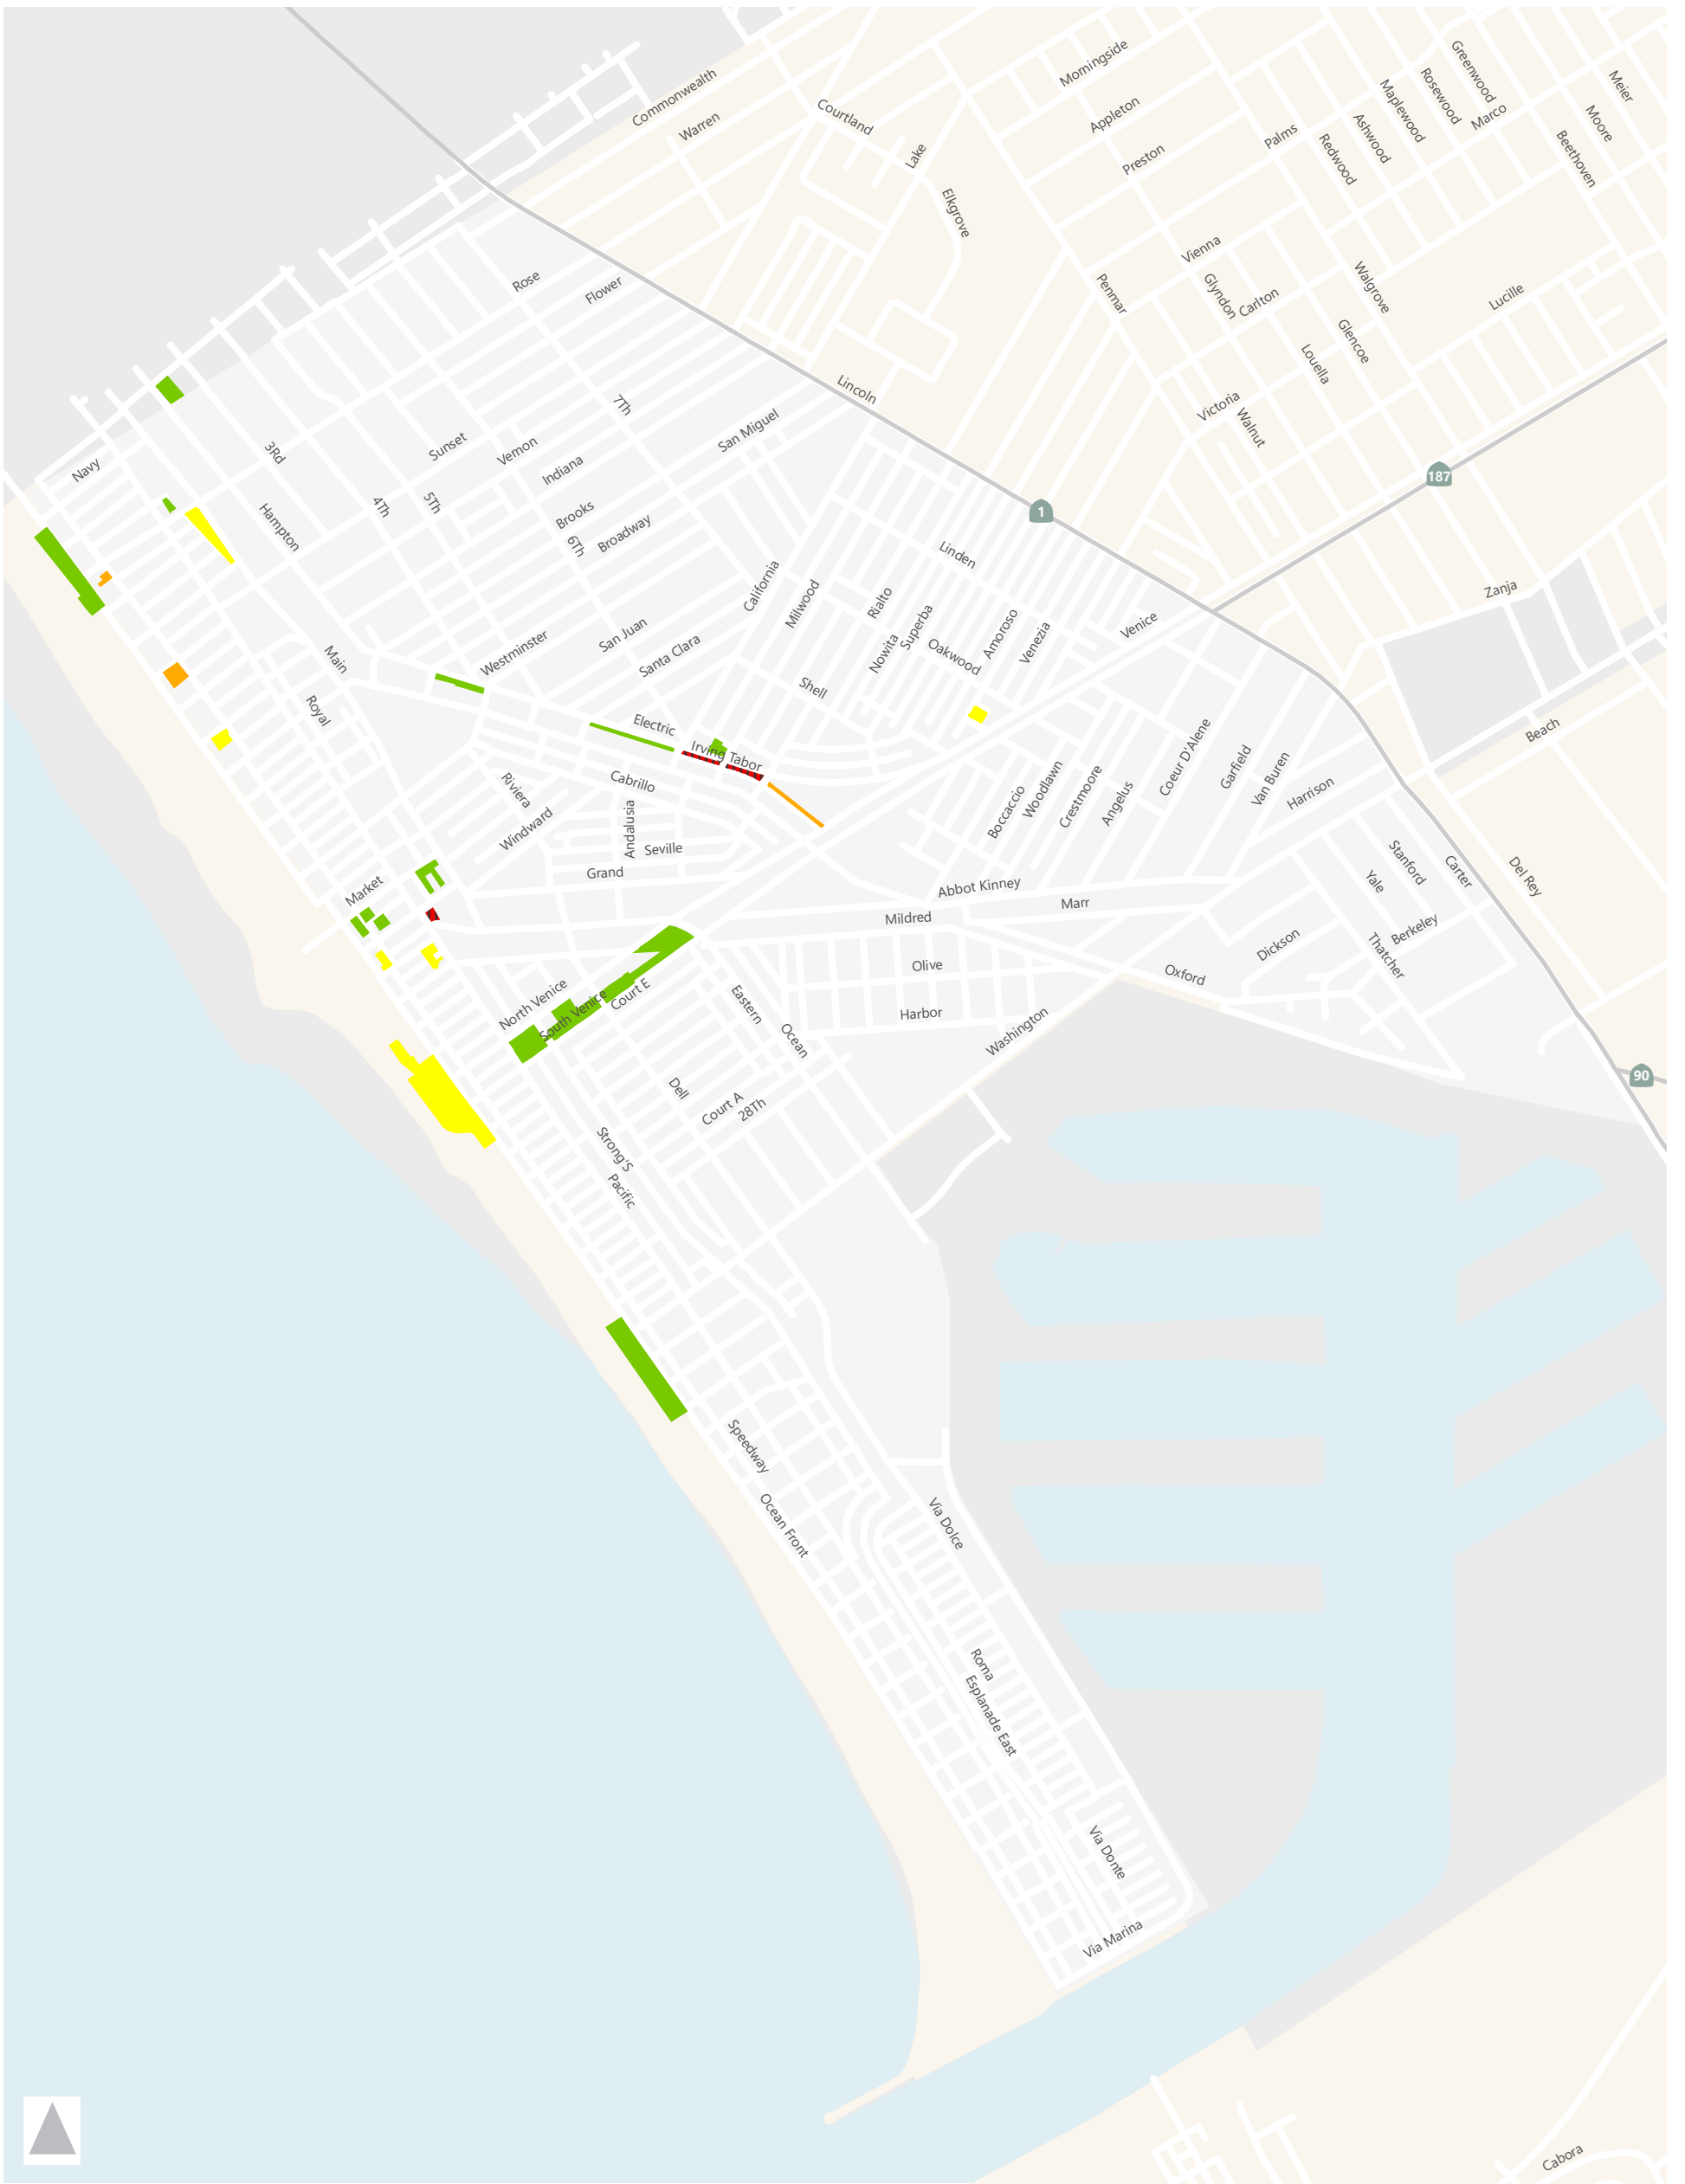 Morningside
Greenwood
Commonwealth
Rosewood
Meier
Maplewood
Courtland
Warren
Appleton
Marco
Moore
Ashwood
Palms
Beethoven
Lake
Preston
Redwood
Elkgrove
Vienna
Rose
Flower
Penmar
Glyndon
Carlton
Walgrove
Lucille
Glencoe
Louella
Lincoln
7Th
Victoria
Walnut
San Miguel
Sunset
Vernon
3Rd
Navy
Indiana
187
4Th
5Th
Brooks
1
Hampton
6Th
Broadway
Linden
California
Milwood
Rialto
Zanja
Superba
Amoroso
Venice
Westminster
San Juan
Santa Clara
Nowita
Oakwood
Venezia
Main
Shell
Royal
Electric
Irving Tabor
Coeur D'Alene
Beach
Cabrillo
Riviera
Garfield
Van Buren
Woodlawn
Crestmoore
Boccaccio
Angelus
Harrison
Windward
Andalusia
Seville
Grand
Stanford
Carter
Del Rey
Market
Abbot Kinney
Yale
Marr
Mildred
Berkeley
Dickson
Thatcher
Olive
Oxford
North Venice
South Venice
Court E
Eastern
Harbor
Ocean
Washington
90
Dell
Court A
28Th
Strong'S
Pacific
Speedway
Ocean Front
Via Dolce
Roma
Esplanade East
Via Donte
Via Marina
Cabora